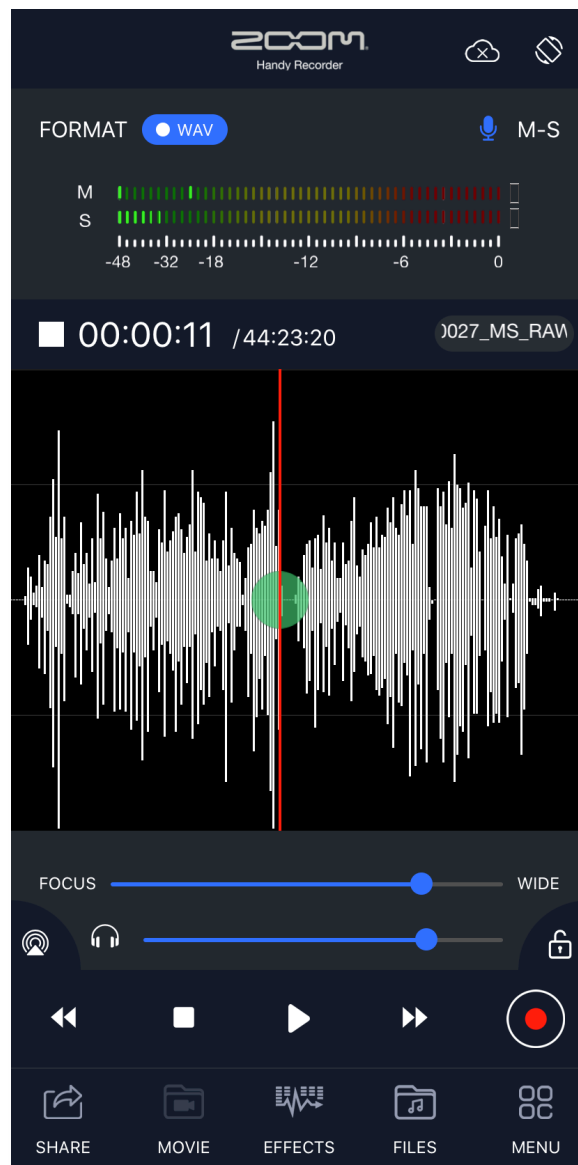 ZOOM
Handy Recorder
FORMAT WAV M-S
M
S
-48 -32 -18 -12 -6 0
00:00:11 /44:23:20 0027_MS_RAW
FOCUS WIDE
SHARE MOVIE EFFECTS FILES MENU